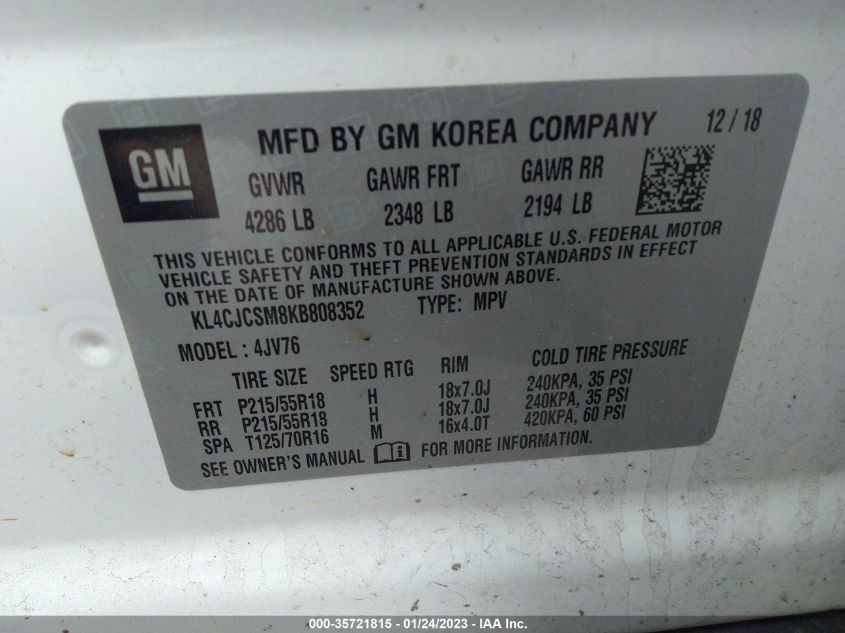 GM
MFD BY GM KOREA COMPANY 12/18
GVWR GAWR FRT GAWR RR
4286 LB 2348 LB 2194 LB
THIS VEHICLE CONFORMS TO ALL APPLICABLE U.S. FEDERAL MOTOR
VEHICLE SAFETY AND THEFT PREVENTION STANDARDS IN EFFECT
ON THE DATE OF MANUFACTURE SHOWN ABOVE.
KL4CJCSM8KB808352 TYPE: MPV
MODEL : 4JV76
TIRE SIZE SPEED RTG RIM COLD TIRE PRESSURE
FRT P215/55R18 H 18x7.0J 240KPA, 35 PSI
RR P215/55R18 H 18x7.0J 240KPA, 35 PSI
SPA T125/70R16 M 16x4.0T 420KPA, 60 PSI
SEE OWNER'S MANUAL i FOR MORE INFORMATION.
000-35721815 - 01/24/2023 - IAA Inc.